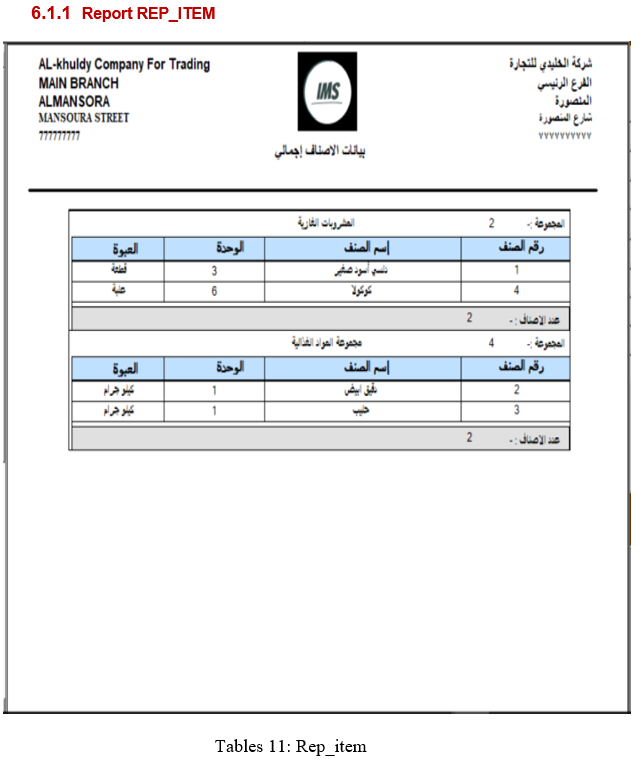 6.1.1 Report REP_ITEM
AL-khuldy Company For Trading
MAIN BRANCH
ALMANSORA
MANSOURA STREET
777777777
IMS
شركة الخليدي للتجارة
الفرع الرئيسي
المنصورة
شارع المنصورة
٧٧٧٧٧٧٧٧٧٧
بيانات الاصناف إجمالي
المجموعة :- 2 المشروبات الغازية
رقم الصنف إسم الصنف الوحدة العبوة
1 أسود صغير 3 قطعة
4 كوكولا 6 علبة
عدد الاصناف :- 2
المجموعة :- 4 مجموعة المواد الغذائية
رقم الصنف إسم الصنف الوحدة العبوة
2 دقيق ابيض 1 كيلو جرام
3 حليب 1 كيلو جرام
عدد الاصناف :- 2
Tables 11: Rep_item